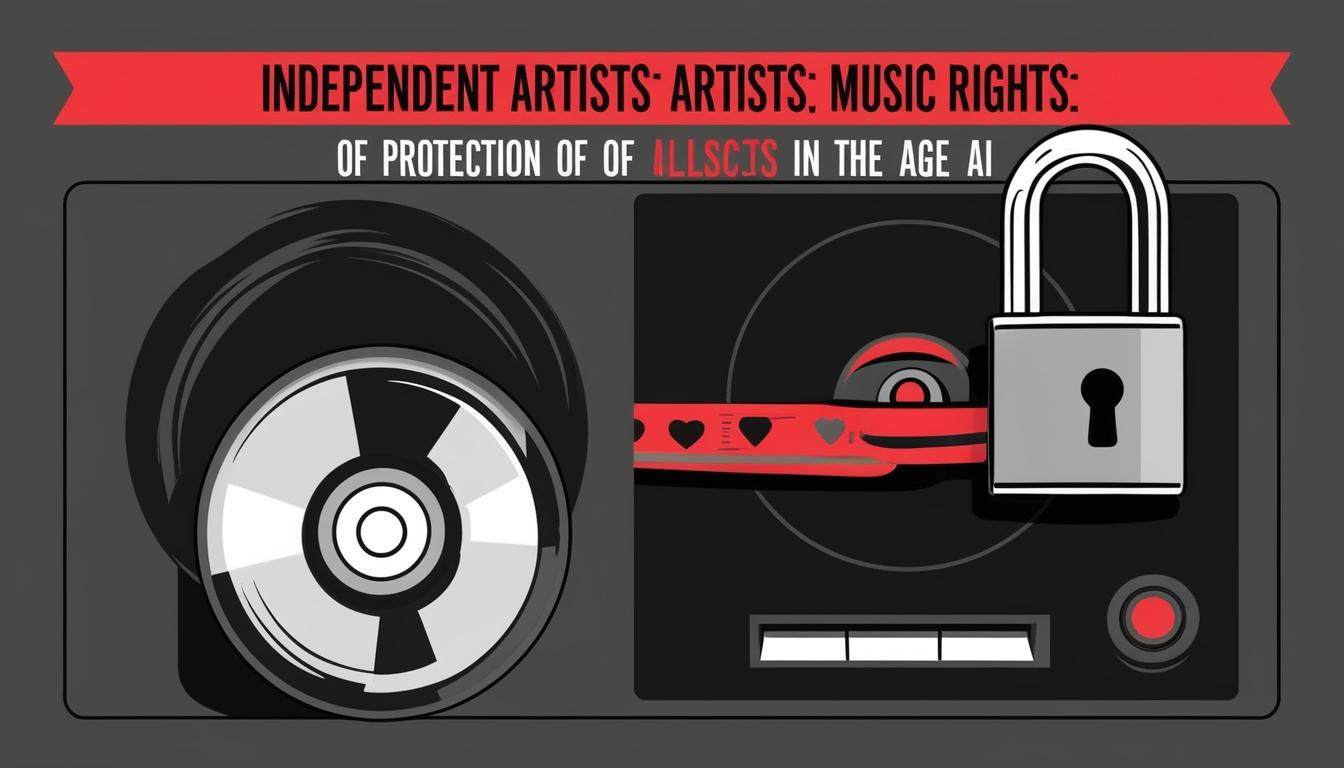 INDEPENDENT ARTISTS' ARTISTS: MUSIC RIGHTS:
OF PROTECTION OF OF IN THE AGE AI